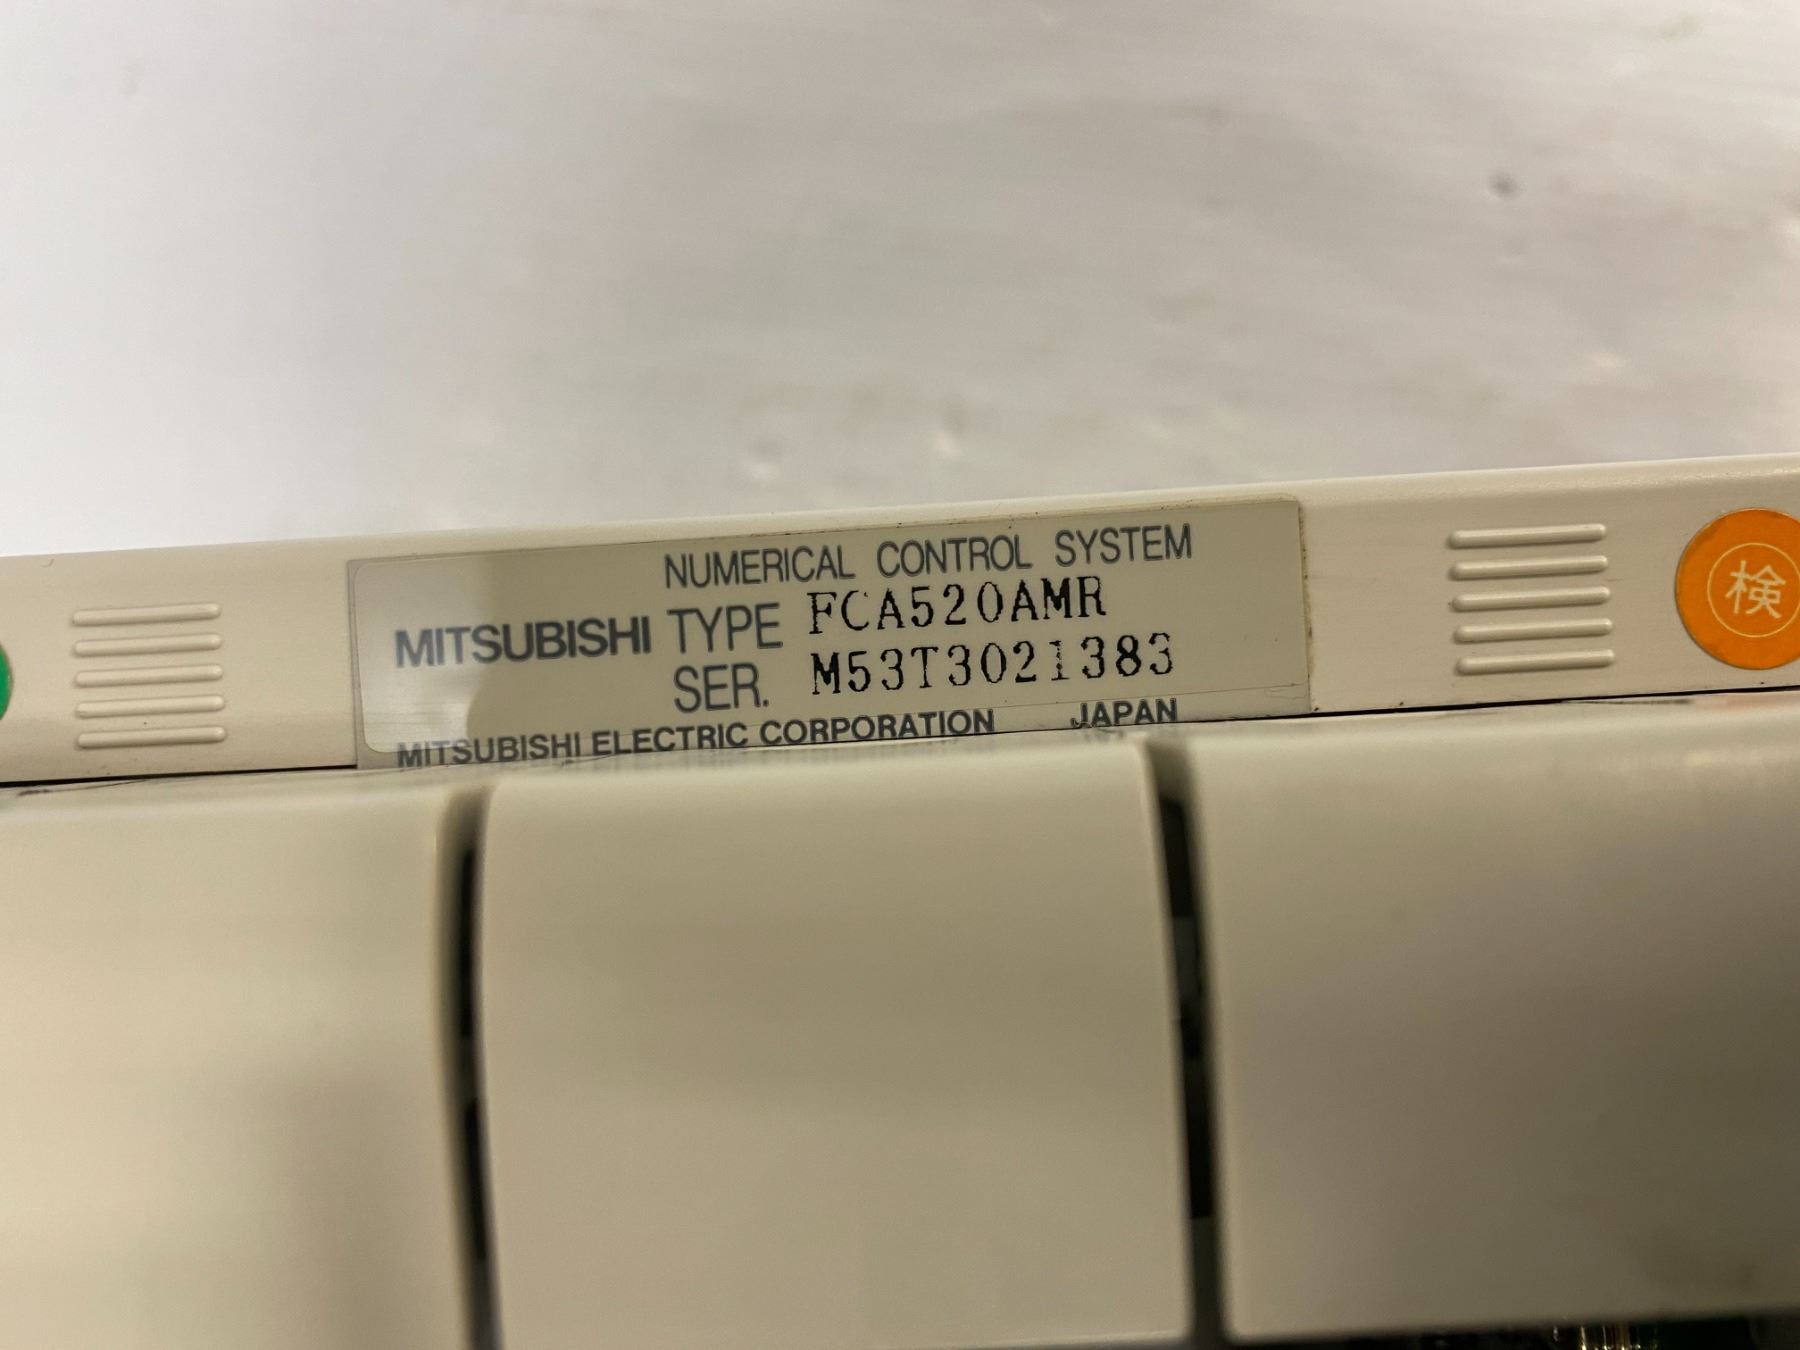 NUMERICAL CONTROL SYSTEM
MITSUBISHI TYPE FCA520AMR
SER. M53T3021383
MITSUBISHI ELECTRIC CORPORATION JAPAN
検